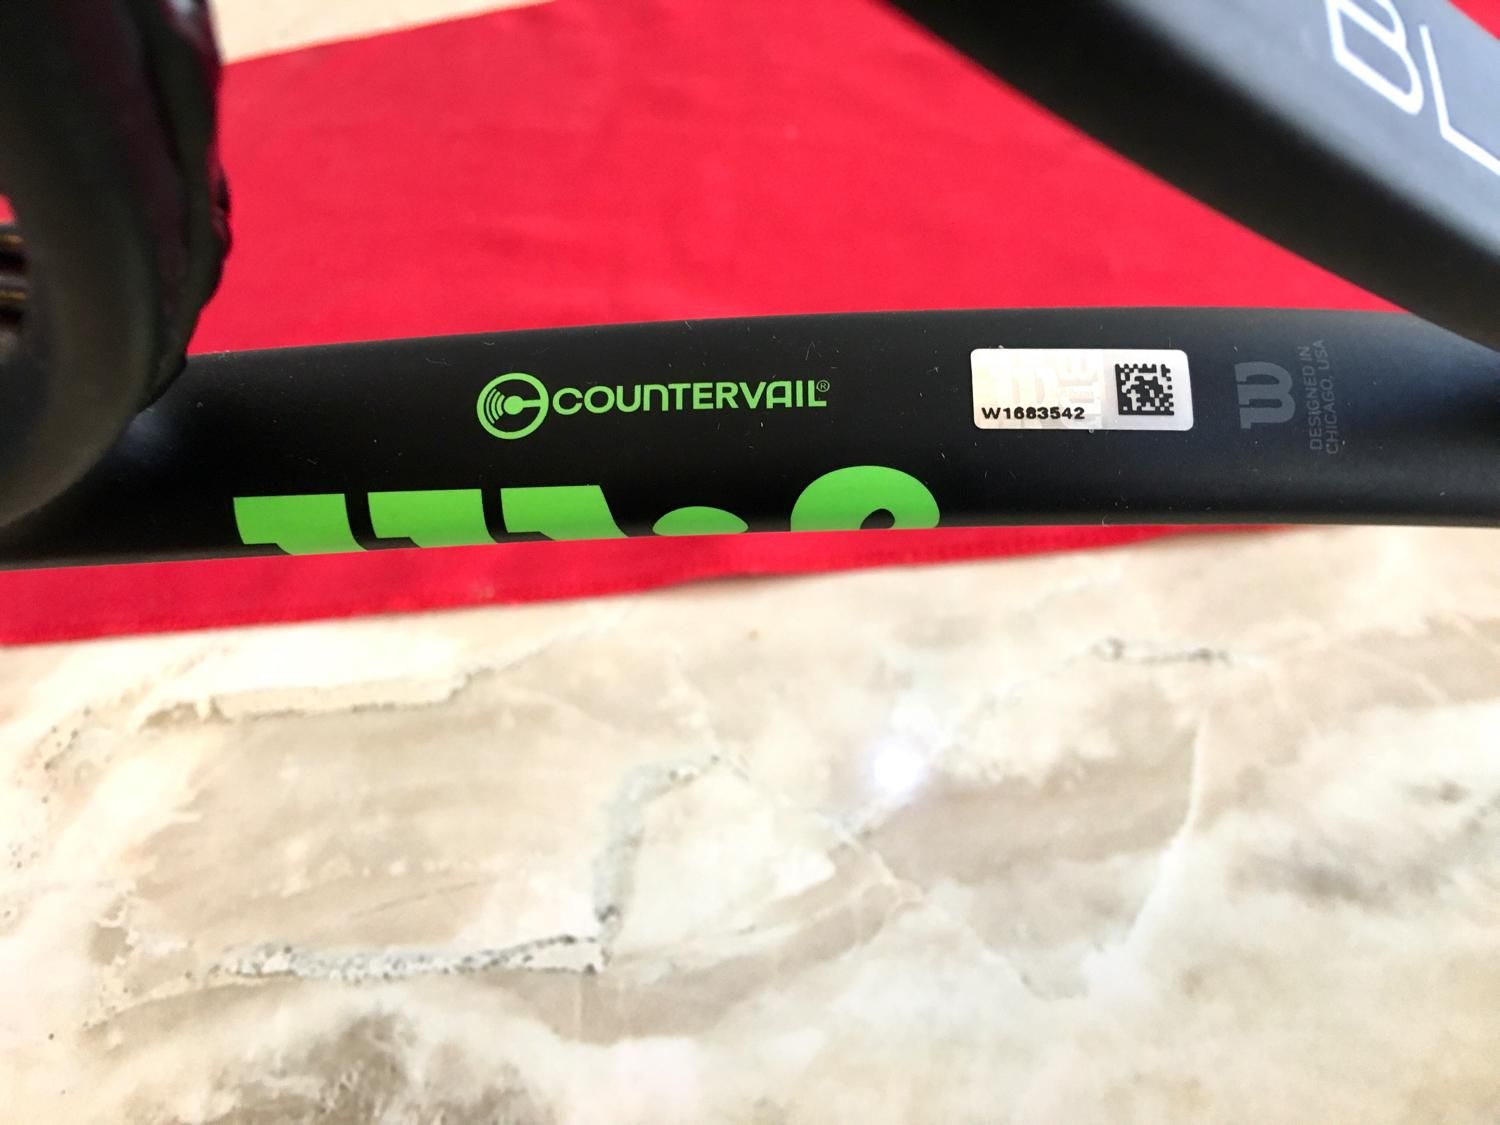 COUNTERVAIL®
W1683542
DESIGNED IN
CHICAGO, USA